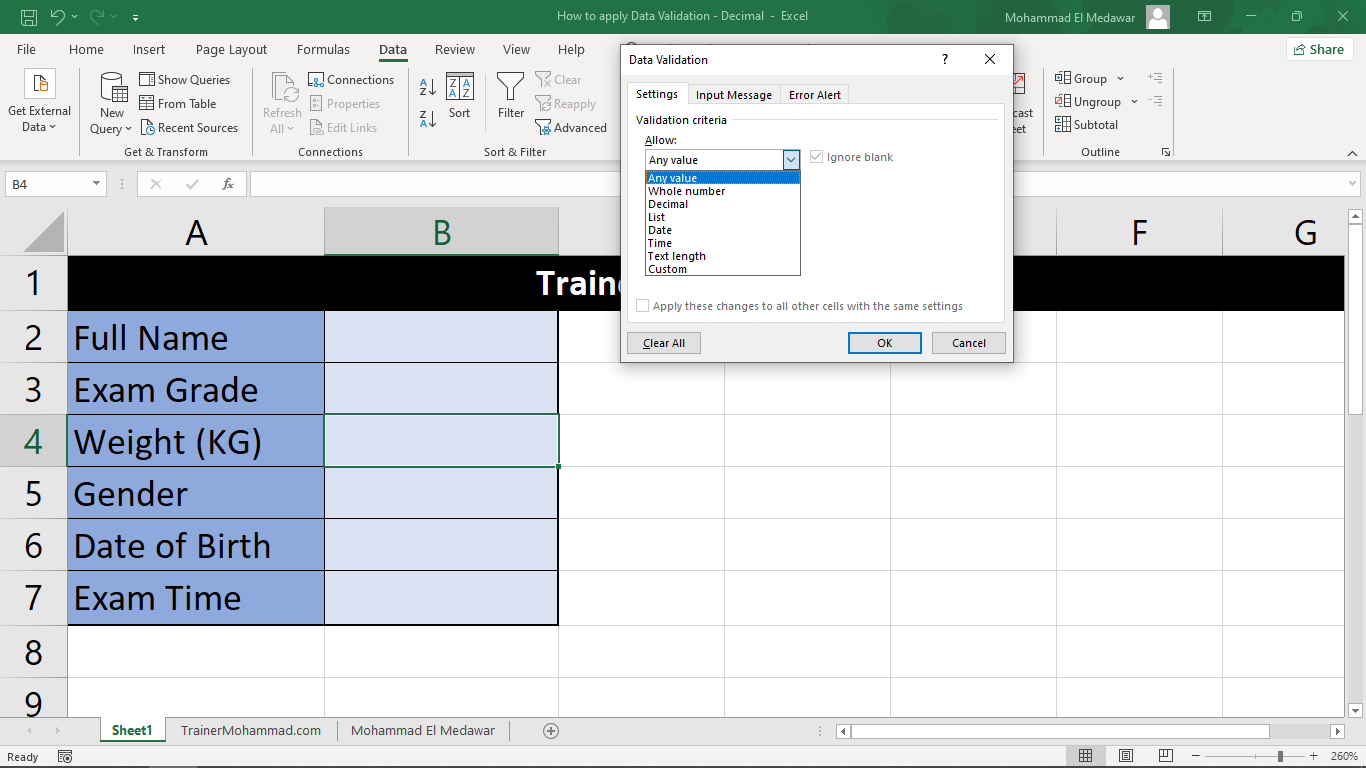 How to apply Data Validation - Decimal - Excel
Mohammad El Medawar
File Home Insert Page Layout Formulas Data Review View Help
Share
Get External Data
New Query
Show Queries
From Table
Recent Sources
Get & Transform
Refresh All
Connections
Properties
Edit Links
Connections
Sort
Filter
Clear
Reapply
Advanced
Sort & Filter
Group
Ungroup
Subtotal
Outline
Data Validation
?
Settings Input Message Error Alert
Validation criteria
Allow:
Any value
Ignore blank
Any value
Whole number
Decimal
List
Date
Time
Text length
Custom
Apply these changes to all other cells with the same settings
Clear All OK Cancel
B4
fx
A B F G
1
2 Full Name
3 Exam Grade
4 Weight (KG)
5 Gender
6 Date of Birth
7 Exam Time
8
9
Sheet1 TrainerMohammad.com Mohammad El Medawar
Ready
260%